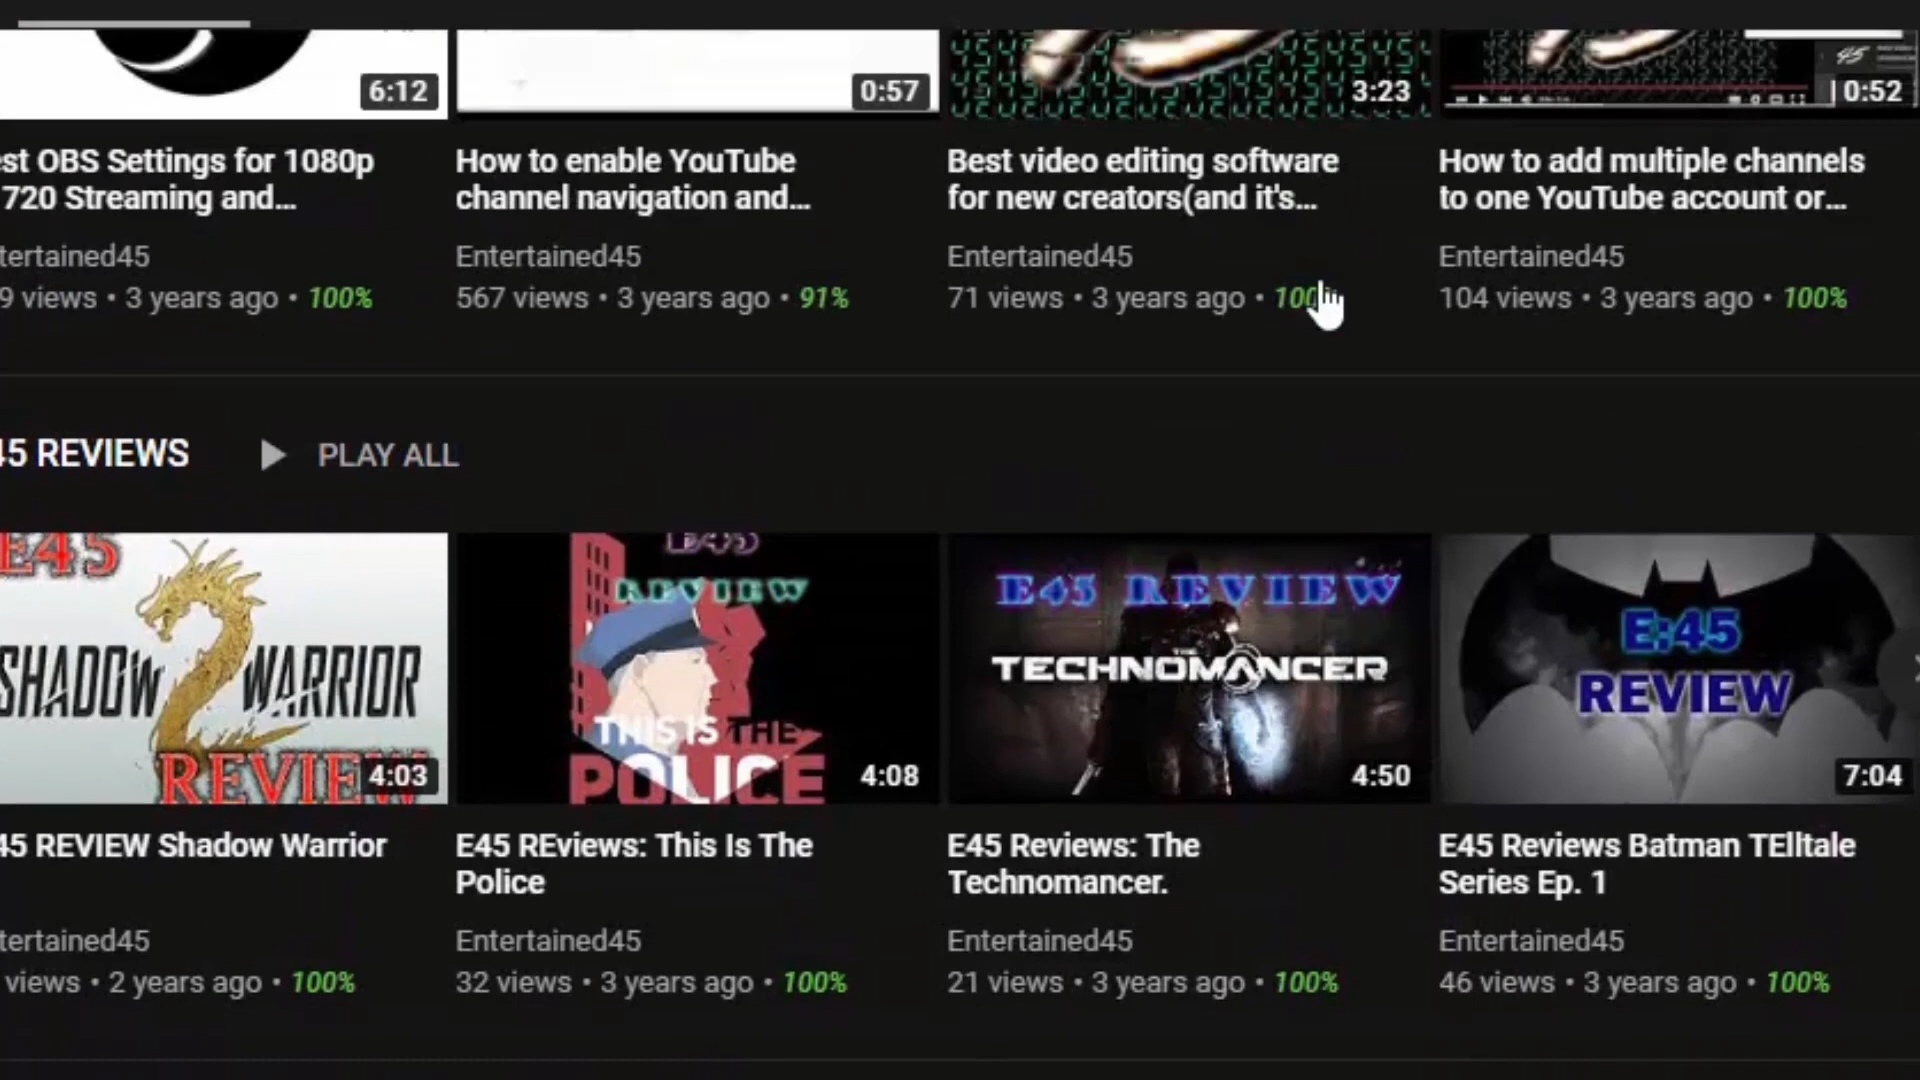 6:12
0:57
3:23
0:52
est OBS Settings for 1080p
720 Streaming and...
tertained45
9 views • 3 years ago • 100%
How to enable YouTube
channel navigation and...
Entertained45
567 views • 3 years ago • 91%
Best video editing software
for new creators(and it's...
Entertained45
71 views • 3 years ago • 100
How to add multiple channels
to one YouTube account or...
Entertained45
104 views • 3 years ago • 100%
45 REVIEWS
PLAY ALL
E45
SHADOW 2 WARRIOR
REVIEW
4:03
E45
REVIEW
THIS IS THE
POLICE
4:08
E45 REVIEW
THE
TECHNOMANCER
4:50
E:45
REVIEW
7:04
45 REVIEW Shadow Warrior
tertained45
views • 2 years ago • 100%
E45 REviews: This Is The
Police
Entertained45
32 views • 3 years ago • 100%
E45 Reviews: The
Technomancer.
Entertained45
21 views • 3 years ago • 100%
E45 Reviews Batman TElltale
Series Ep. 1
Entertained45
46 views • 3 years ago • 100%